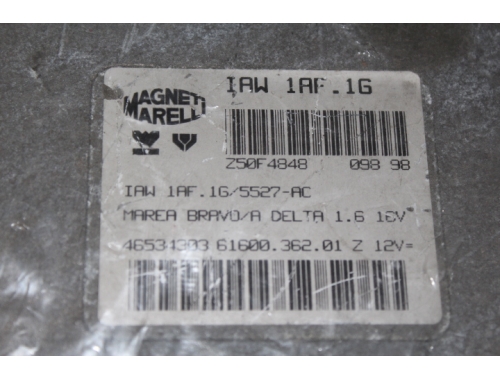 MAGNETI
MARELLI
IAW 1AF.1G
Z50F4848 098 98
IAW 1AF.1G/5527-AC
MAREA BRAVO/A DELTA 1.6 16V
46534303 61600.362.01 Z 12V=